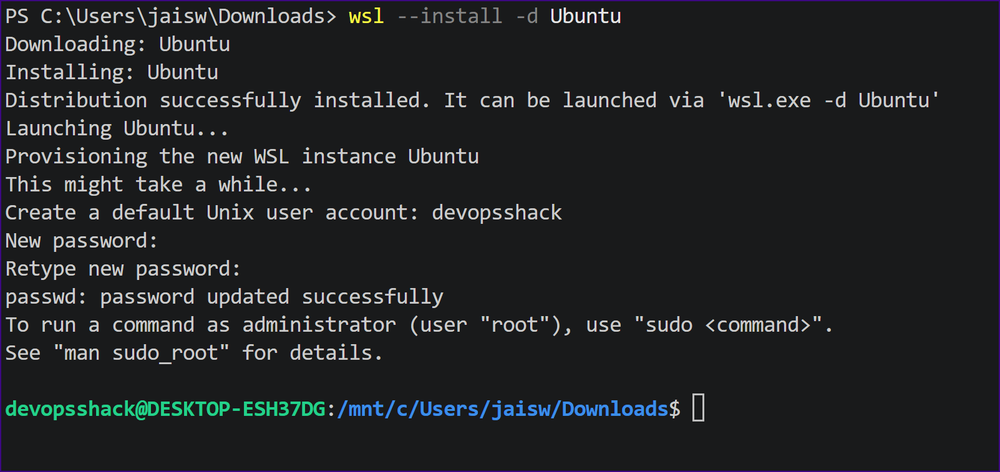 PS C:\Users\jaisw\Downloads> wsl --install -d Ubuntu
Downloading: Ubuntu
Installing: Ubuntu
Distribution successfully installed. It can be launched via 'wsl.exe -d Ubuntu'
Launching Ubuntu...
Provisioning the new WSL instance Ubuntu
This might take a while...
Create a default Unix user account: devopsshack
New password:
Retype new password:
passwd: password updated successfully
To run a command as administrator (user "root"), use "sudo <command>".
See "man sudo_root" for details.
devopsshack@DESKTOP-ESH37DG:/mnt/c/Users/jaisw/Downloads$